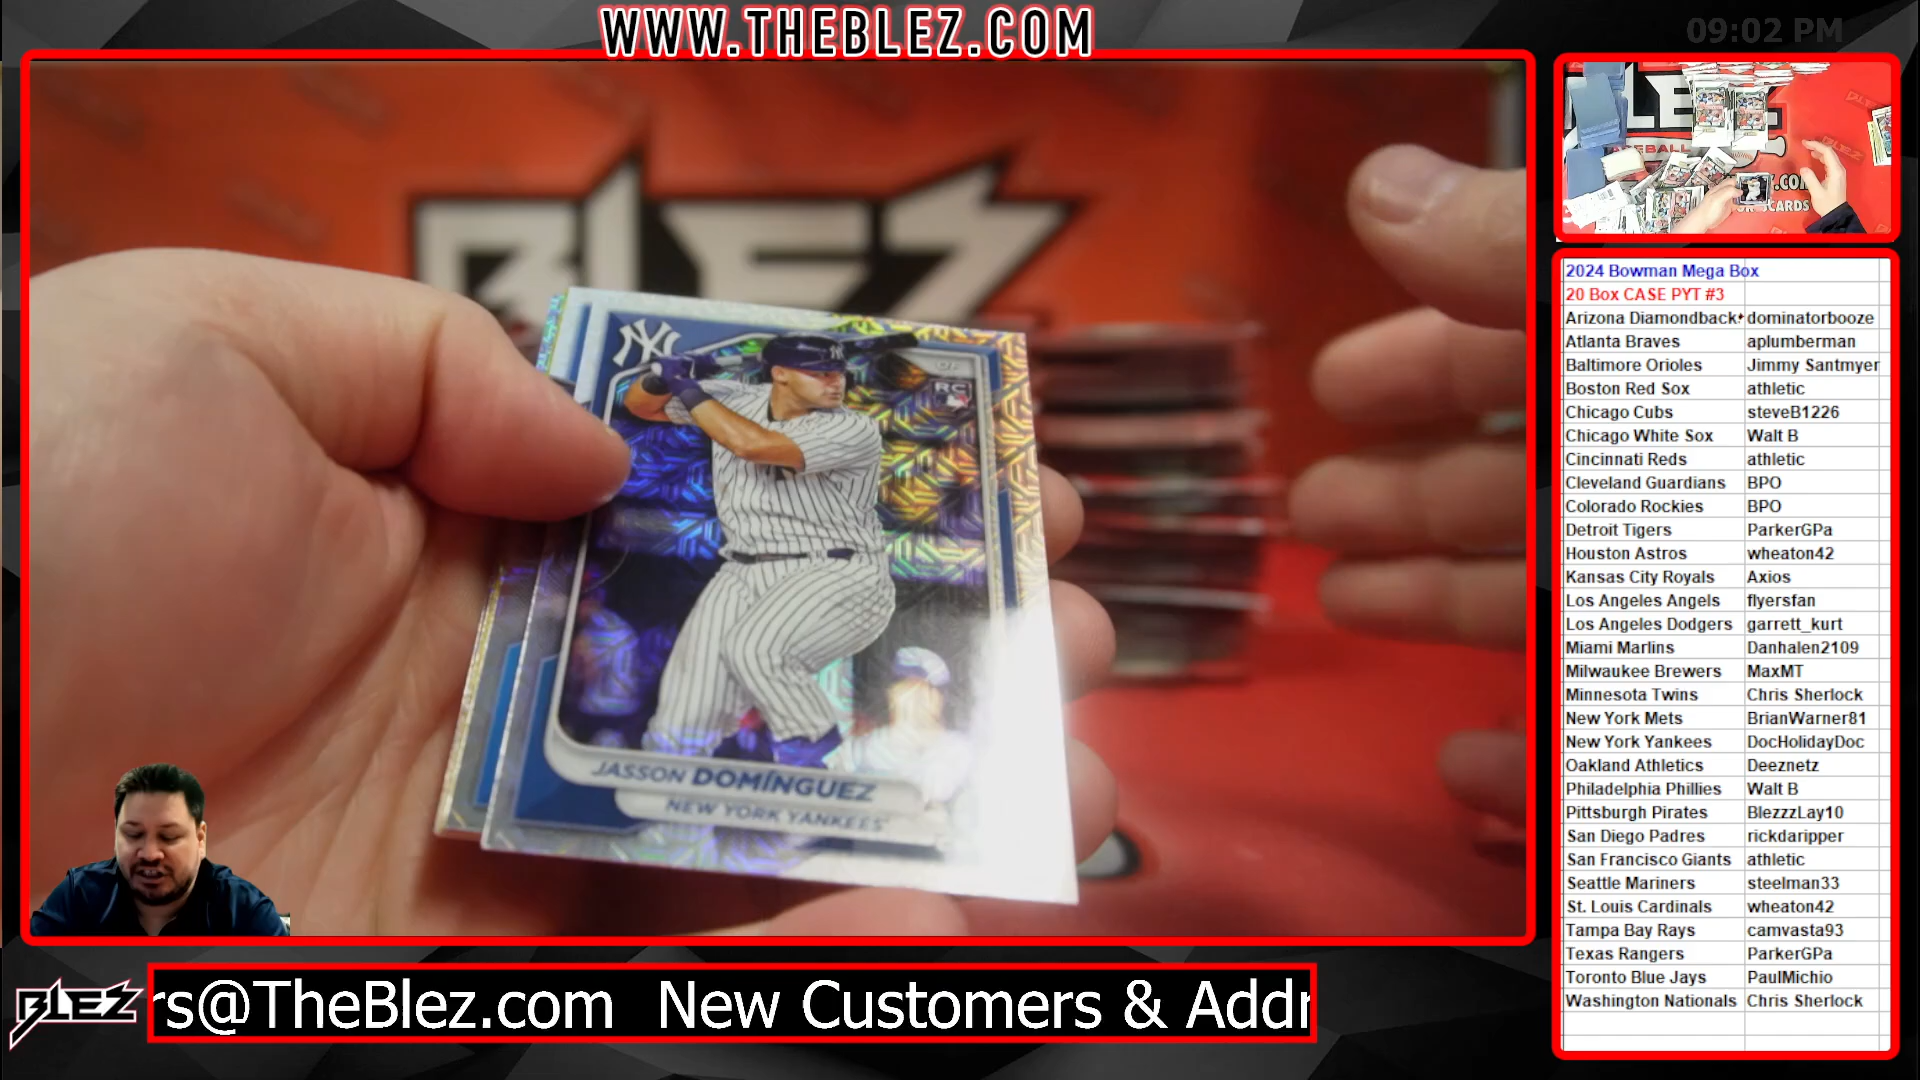 WWW.THEBLEZ.COM
09:02 PM
BLEZ
NY
OF
RC
JASSON DOMÍNGUEZ
NEW YORK YANKEES
2024 Bowman Mega Box
20 Box CASE PYT #3
Arizona Diamondback dominatorbooze
Atlanta Braves aplumberman
Baltimore Orioles Jimmy Santmyer
Boston Red Sox athletic
Chicago Cubs steveB1226
Chicago White Sox Walt B
Cincinnati Reds athletic
Cleveland Guardians BPO
Colorado Rockies BPO
Detroit Tigers ParkerGPa
Houston Astros wheaton42
Kansas City Royals Axios
Los Angeles Angels flyersfan
Los Angeles Dodgers garrett_kurt
Miami Marlins Danhalen2109
Milwaukee Brewers MaxMT
Minnesota Twins Chris Sherlock
New York Mets BrianWarner81
New York Yankees DocHolidayDoc
Oakland Athletics Deeznetz
Philadelphia Phillies Walt B
Pittsburgh Pirates BlezzzLay10
San Diego Padres rickdaripper
San Francisco Giants athletic
Seattle Mariners steelman33
St. Louis Cardinals wheaton42
Tampa Bay Rays camvasta93
Texas Rangers ParkerGPa
Toronto Blue Jays PaulMichio
Washington Nationals Chris Sherlock
BLEZ
rs@TheBlez.com New Customers & Addr